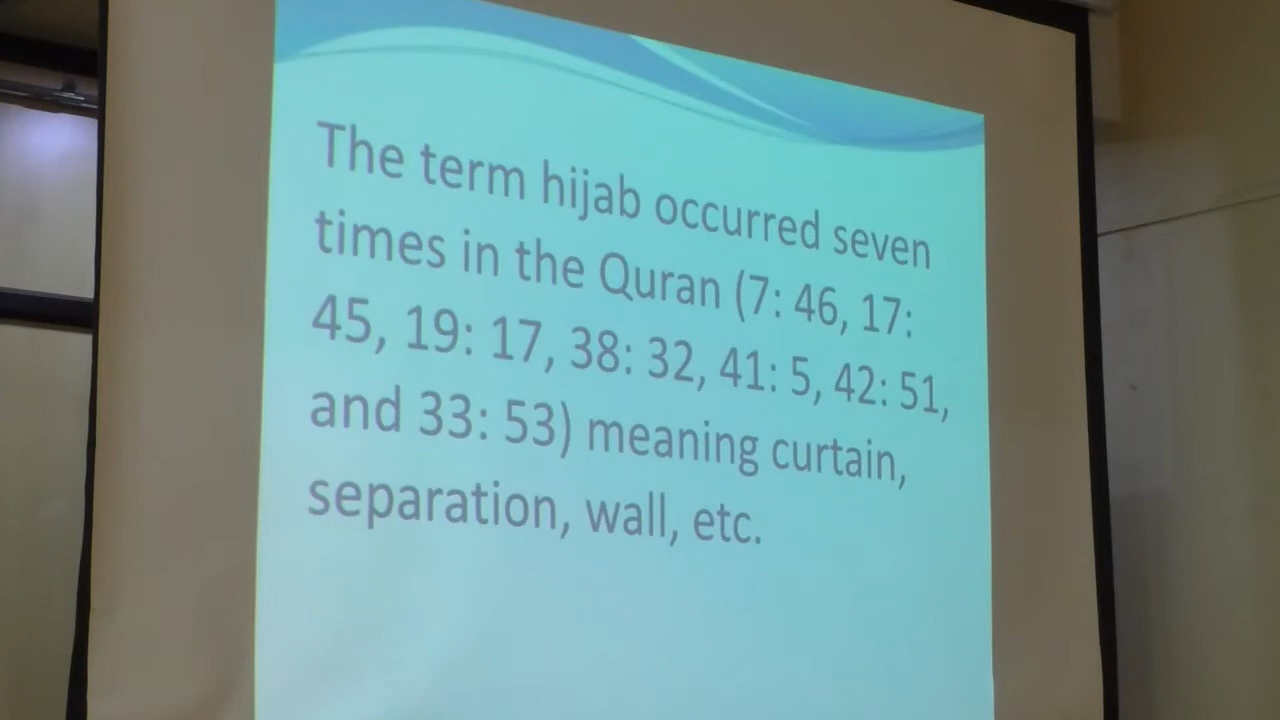 The term hijab occurred seven
times in the Quran (7: 46, 17:
45, 19: 17, 38: 32, 41: 5, 42: 51,
and 33: 53) meaning curtain,
separation, wall, etc.